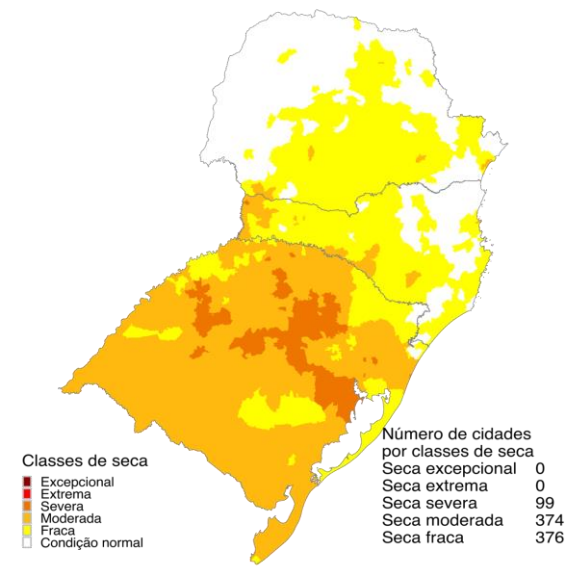 Número de cidades
por classes de seca
Seca excepcional 0
Seca extrema 0
Seca severa 99
Seca moderada 374
Seca fraca 376
Classes de seca
Excepcional
Extrema
Severa
Moderada
Fraca
Condição normal